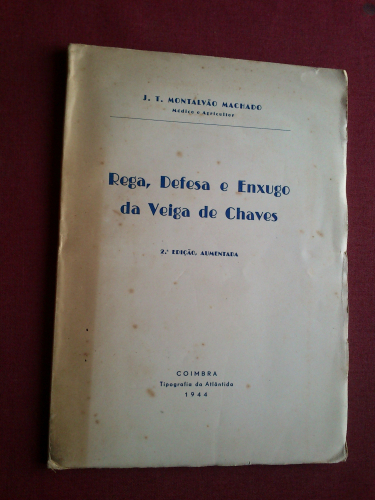 J. T. MONTALVÃO MACHADO
Médico e Agricultor
Rega, Defesa e Enxugo
da Veiga de Chaves
2.ª EDIÇÃO, AUMENTADA
COIMBRA
Tipografia da Atlântida
1944